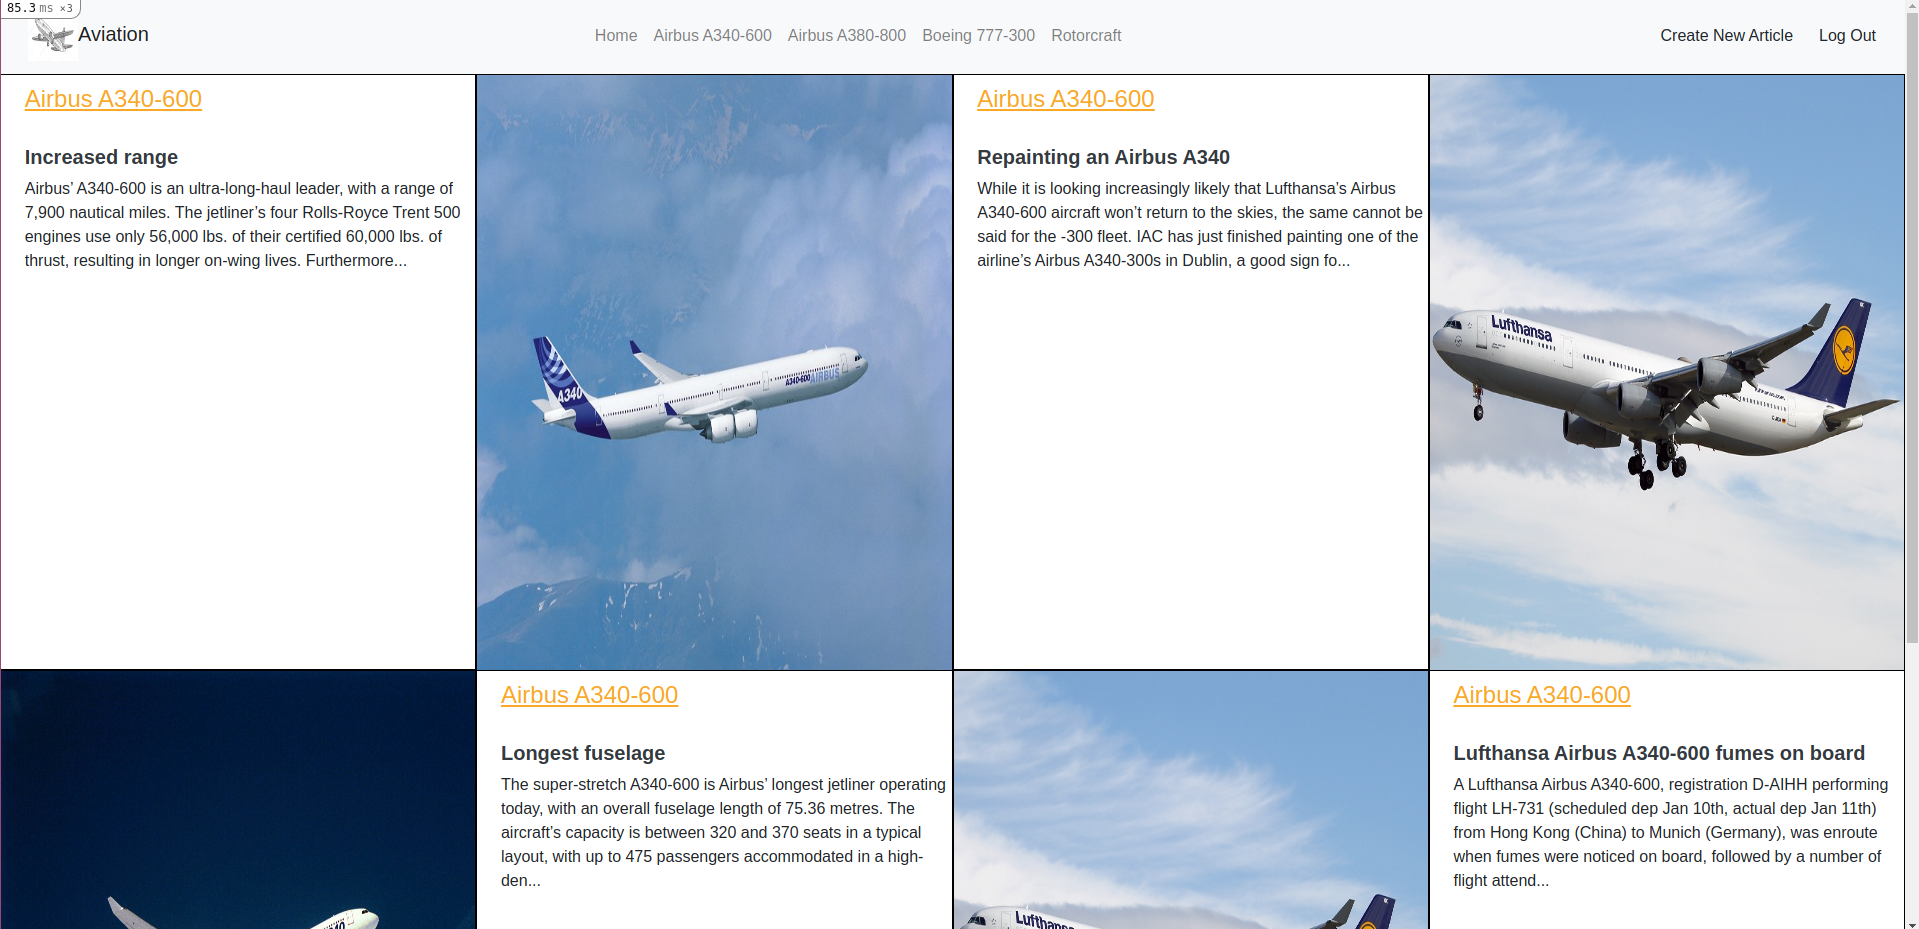 85.3 ms ×3
Aviation
Home Airbus A340-600 Airbus A380-800 Boeing 777-300 Rotorcraft
Create New Article Log Out
Airbus A340-600
Increased range
Airbus’ A340-600 is an ultra-long-haul leader, with a range of
7,900 nautical miles. The jetliner’s four Rolls-Royce Trent 500
engines use only 56,000 lbs. of their certified 60,000 lbs. of
thrust, resulting in longer on-wing lives. Furthermore...
A340
A340-600 AIRBUS
Airbus A340-600
Repainting an Airbus A340
While it is looking increasingly likely that Lufthansa’s Airbus
A340-600 aircraft won’t return to the skies, the same cannot be
said for the -300 fleet. IAC has just finished painting one of the
airline’s Airbus A340-300s in Dublin, a good sign fo...
Lufthansa
Airbus A340-600
Longest fuselage
The super-stretch A340-600 is Airbus’ longest jetliner operating
today, with an overall fuselage length of 75.36 metres. The
aircraft’s capacity is between 320 and 370 seats in a typical
layout, with up to 475 passengers accommodated in a high-
den...
Lufthansa
Airbus A340-600
Lufthansa Airbus A340-600 fumes on board
A Lufthansa Airbus A340-600, registration D-AIHH performing
flight LH-731 (scheduled dep Jan 10th, actual dep Jan 11th)
from Hong Kong (China) to Munich (Germany), was enroute
when fumes were noticed on board, followed by a number of
flight attend...